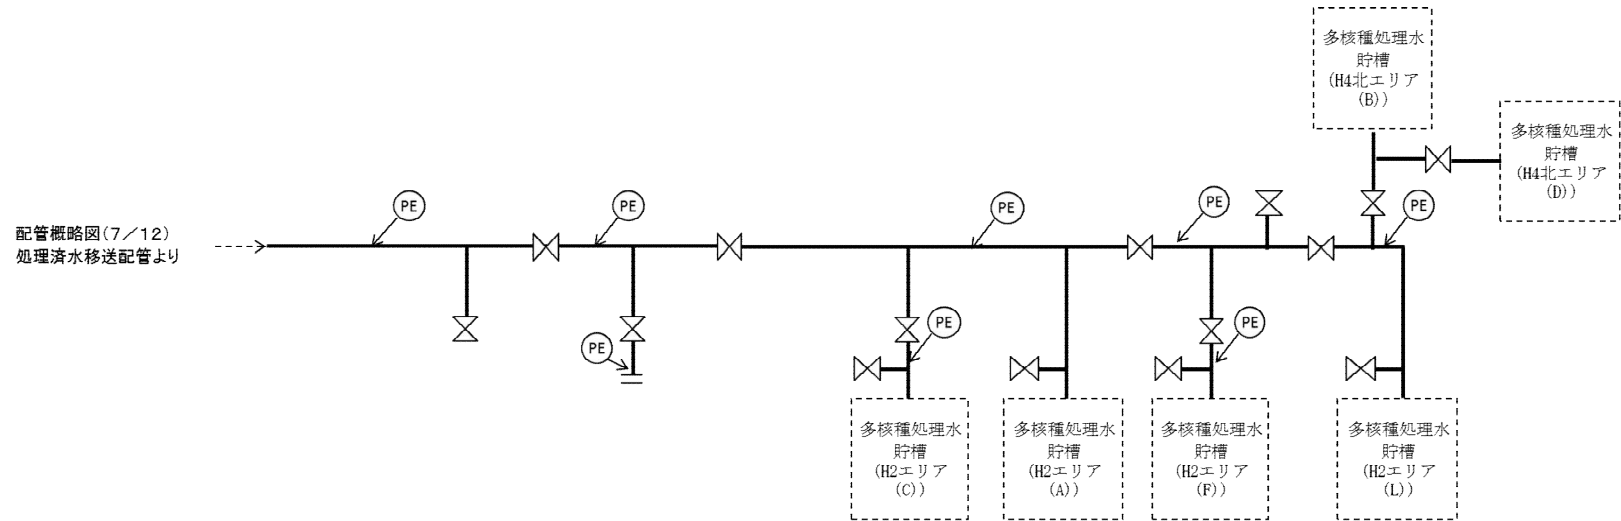 多核種処理水
貯槽
(H4北エリア
(B))
多核種処理水
貯槽
(H4北エリア
(D))
PE
PE
PE
PE
PE
配管概略図(7/12)
処理済水移送配管より
PE
PE
PE
多核種処理水
貯槽
(H2エリア
(C))
多核種処理水
貯槽
(H2エリア
(A))
多核種処理水
貯槽
(H2エリア
(F))
多核種処理水
貯槽
(H2エリア
(L))